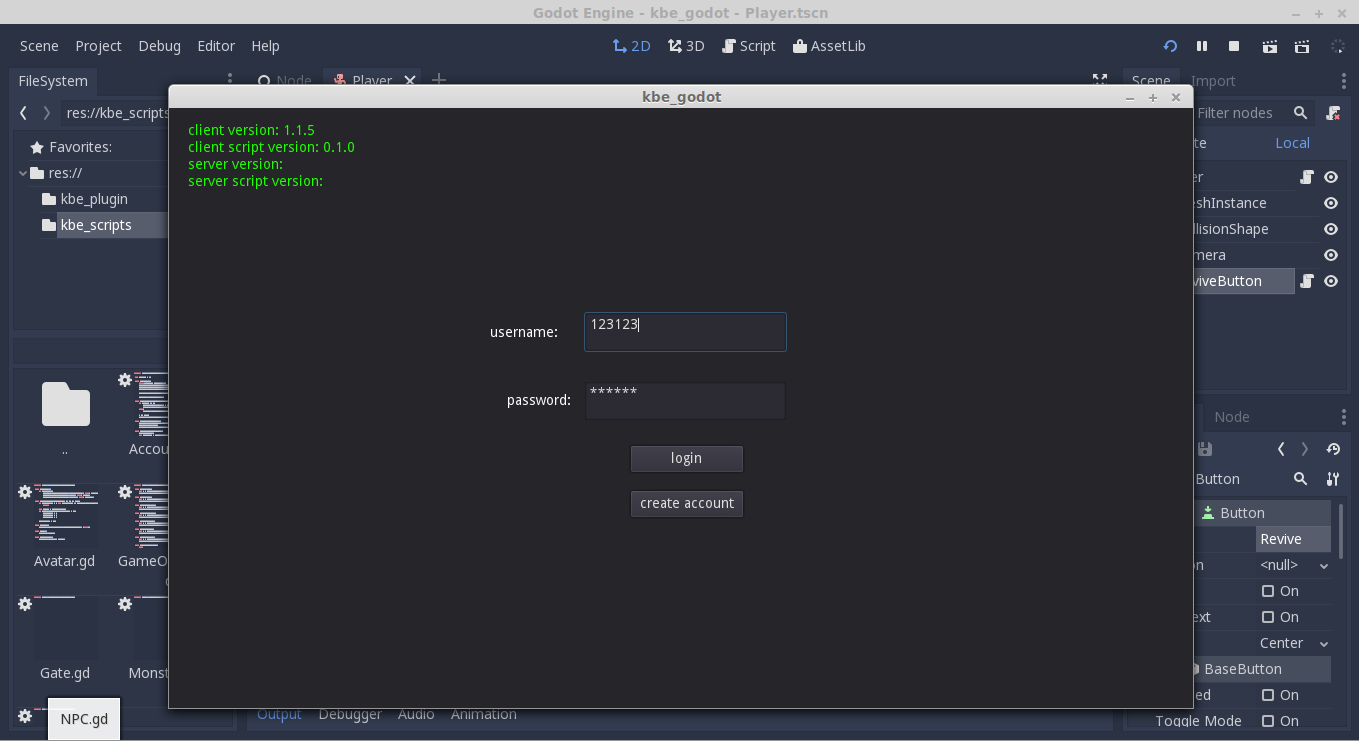 Godot Engine - kbe_godot - Player.tscn
Scene Project Debug Editor Help
2D 3D Script AssetLib
FileSystem
Node Player
Scene Import
res://kbe_scripts
Filter nodes
Favorites:
res://
kbe_plugin
kbe_scripts
Local
kbe_godot
client version: 1.1.5
client script version: 0.1.0
server version:
server script version:
username: 123123
password: ******
login
create account
..
Accou
Avatar.gd
GameO
Gate.gd
Monst
NPC.gd
Output Debugger Audio Animation
er
shInstance
llisionShape
mera
viveButton
Node
Button
Button
Revive
on <null>
On
ext On
Center
BaseButton
ed On
Toggle Mode On